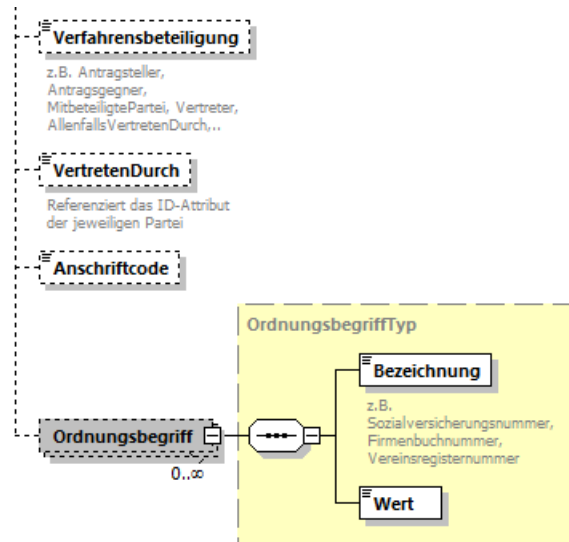 Verfahrensbeteiligung
z.B. Antragsteller,
Antragsgegner,
MitbeteiligtePartei, Vertreter,
AllenfallsVertretenDurch,..
VertretenDurch
Referenziert das ID-Attribut
der jeweiligen Partei
Anschriftcode
OrdnungsbegriffTyp
Bezeichnung
z.B.
Sozialversicherungsnummer,
Firmenbuchnummer,
Vereinsregisternummer
Ordnungsbegriff
0..∞
Wert